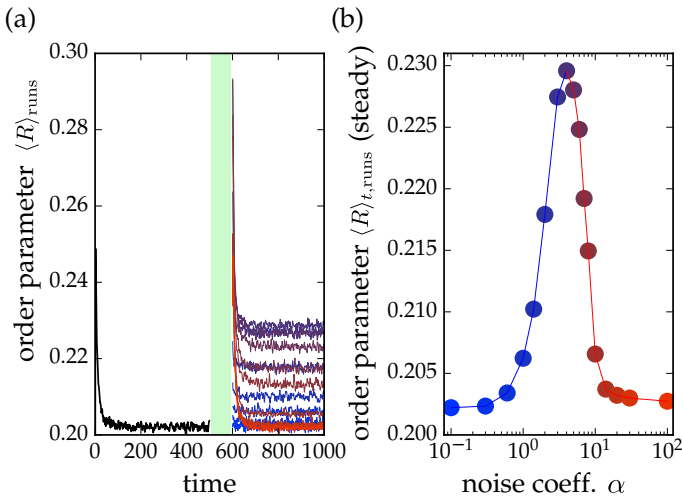 (a)
(b)
0.30
0.28
0.26
0.24
0.22
0.20
order parameter ⟨R⟩runs
0 200 400 600 800 1000
time
0.230
0.225
0.220
0.215
0.210
0.205
0.200
order parameter ⟨R⟩t,runs (steady)
10⁻¹ 10⁰ 10¹ 10²
noise coeff. α